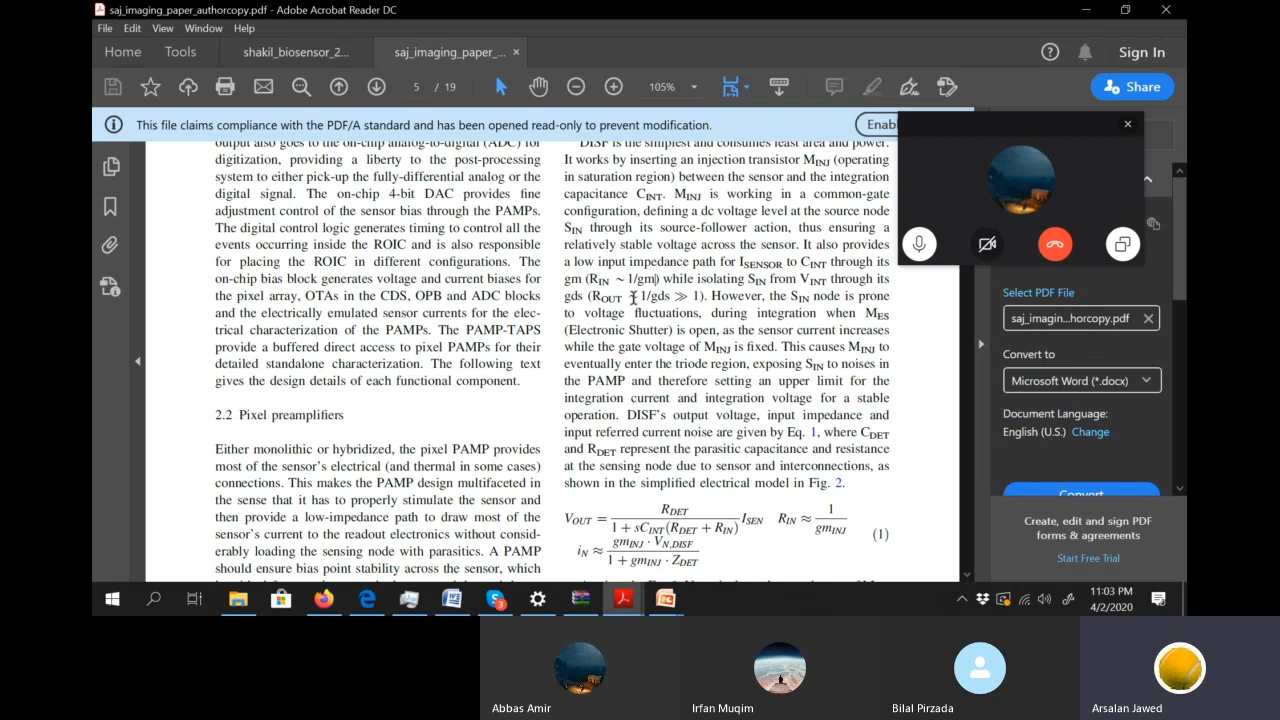 saj_imaging_paper_authorcopy.pdf - Adobe Acrobat Reader DC
File Edit View Window Help
Home Tools shakil_biosensor_2... saj_imaging_paper_... × Sign In
5 / 19 105% Share
This file claims compliance with the PDF/A standard and has been opened read-only to prevent modification. Enab
output also goes to the on-chip analog-to-digital (ADC) for
digitization, providing a liberty to the post-processing
system to either pick-up the fully-differential analog or the
digital signal. The on-chip 4-bit DAC provides fine
adjustment control of the sensor bias through the PAMPs.
The digital control logic generates timing to control all the
events occurring inside the ROIC and is also responsible
for placing the ROIC in different configurations. The
on-chip bias block generates voltage and current biases for
the pixel array, OTAs in the CDS, OPB and ADC blocks
and the electrically emulated sensor currents for the elec-
trical characterization of the PAMPs. The PAMP-TAPS
provide a buffered direct access to pixel PAMPs for their
detailed standalone characterization. The following text
gives the design details of each functional component.
2.2 Pixel preamplifiers
Either monolithic or hybridized, the pixel PAMP provides
most of the sensor's electrical (and thermal in some cases)
connections. This makes the PAMP design multifaceted in
the sense that it has to properly stimulate the sensor and
then provide a low-impedance path to draw most of the
sensor's current to the readout electronics without consid-
erably loading the sensing node with parasitics. A PAMP
should ensure bias point stability across the sensor, which
DISF is the simplest and consumes least area and power.
It works by inserting an injection transistor MINJ (operating
in saturation region) between the sensor and the integration
capacitance CINT. MINJ is working in a common-gate
configuration, defining a dc voltage level at the source node
SIN through its source-follower action, thus ensuring a
relatively stable voltage across the sensor. It also provides
a low input impedance path for ISENSOR to CINT through its
gm (RIN ~ 1/gm) while isolating SIN from VINT through its
gds (ROUT 1/gds ≫ 1). However, the SIN node is prone
to voltage fluctuations, during integration when MES
(Electronic Shutter) is open, as the sensor current increases
while the gate voltage of MINJ is fixed. This causes MINJ to
eventually enter the triode region, exposing SIN to noises in
the PAMP and therefore setting an upper limit for the
integration current and integration voltage for a stable
operation. DISF's output voltage, input impedance and
input referred current noise are given by Eq. 1, where CDET
and RDET represent the parasitic capacitance and resistance
at the sensing node due to sensor and interconnections, as
shown in the simplified electrical model in Fig. 2.
VOUT = RDET / 1 + sCINT(RDET + RIN) ISEN RIN ≈ 1 / gmINJ
iN ≈ gmINJ · VN,DISF / 1 + gmINJ · ZDET (1)
Select PDF File
saj_imagin...horcopy.pdf ×
Convert to
Microsoft Word (*.docx)
Document Language:
English (U.S.) Change
Convert
Create, edit and sign PDF
forms & agreements
Start Free Trial
11:03 PM
4/2/2020
Abbas Amir Irfan Muqim Bilal Pirzada Arsalan Jawed